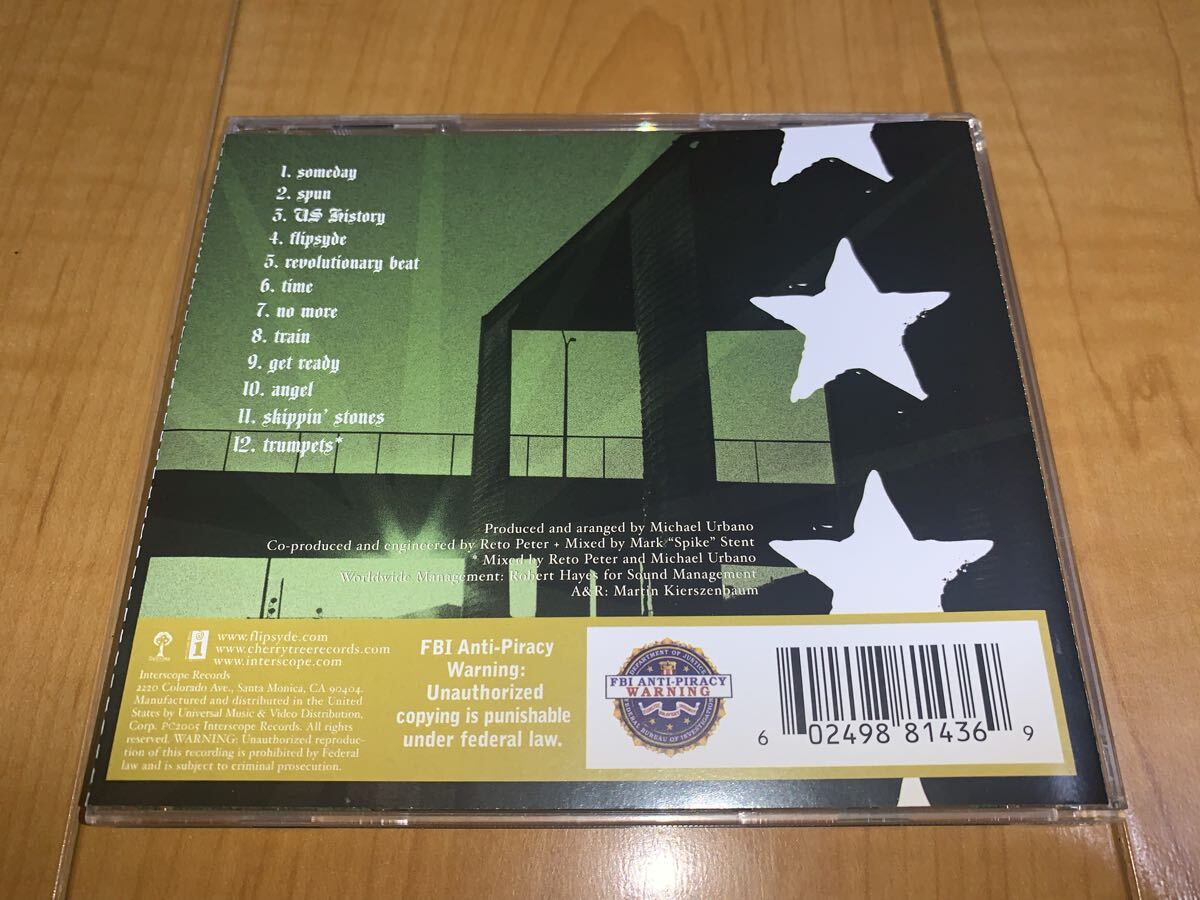 1. someday
2. spun
3. US History
4. flipsyde
5. revolutionary beat
6. time
7. no more
8. train
9. get ready
10. angel
11. skippin' stones
12. trumpets*
Produced and aranged by Michael Urbano
Co-produced and engineered by Reto Peter + Mixed by Mark "Spike" Stent
* Mixed by Reto Peter and Michael Urbano
Worldwide Management: Robert Hayes for Sound Management
A&R: Martin Kierszenbaum
www.flipsyde.com
www.cherrytreerecords.com
www.interscope.com
Interscope Records
2220 Colorado Ave., Santa Monica, CA 90404.
Manufactured and distributed in the United
States by Universal Music & Video Distribution,
Corp. PC2005 Interscope Records. All rights
reserved. WARNING: Unauthorized reproduc-
tion of this recording is prohibited by Federal
law and is subject to criminal prosecution.
FBI Anti-Piracy
Warning:
Unauthorized
copying is punishable
under federal law.
DEPARTMENT OF JUSTICE
FBI ANTI-PIRACY
WARNING
FEDERAL BUREAU OF INVESTIGATION
6 02498 81436 9